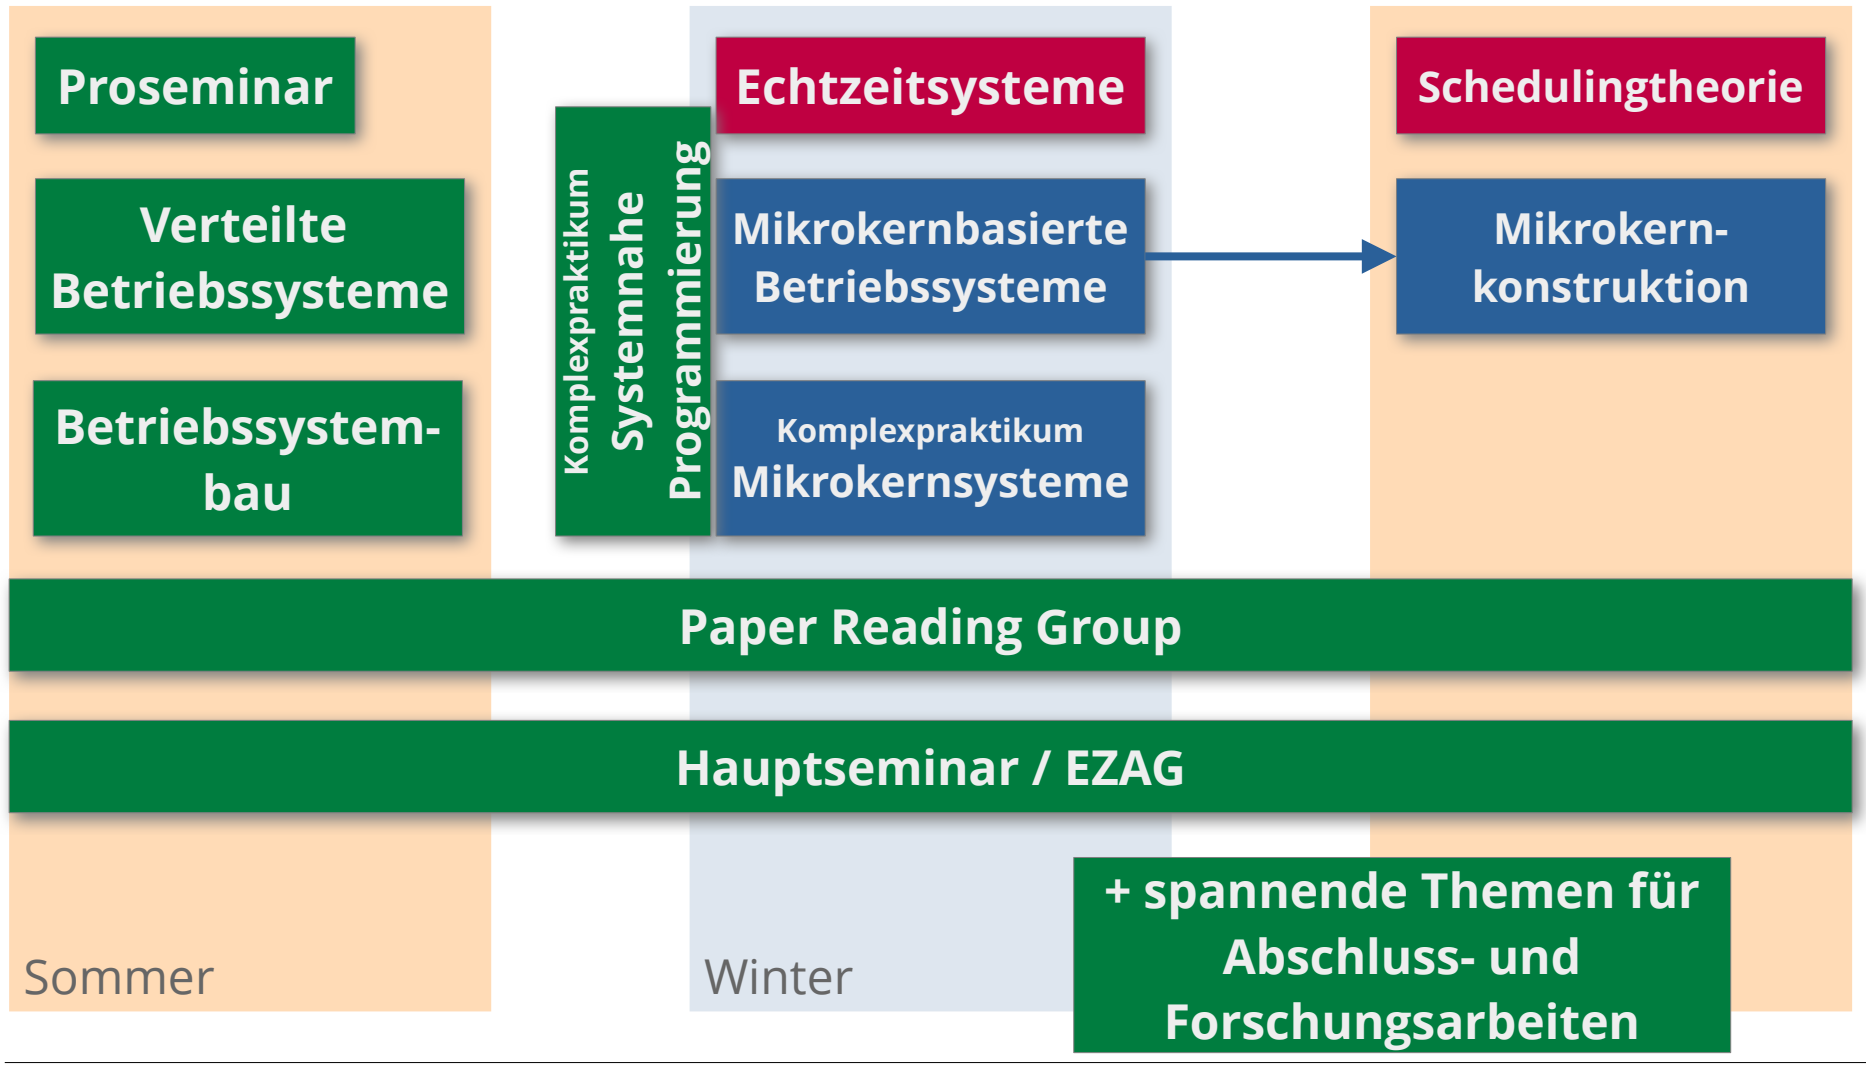 Proseminar
Verteilte
Betriebssysteme
Betriebssystem-
bau
Komplexpraktikum
Systemnahe
Programmierung
Echtzeitsysteme
Mikrokernbasierte
Betriebssysteme
Komplexpraktikum
Mikrokernsysteme
Schedulingtheorie
Mikrokern-
konstruktion
Paper Reading Group
Hauptseminar / EZAG
+ spannende Themen für
Abschluss- und
Forschungsarbeiten
Sommer
Winter